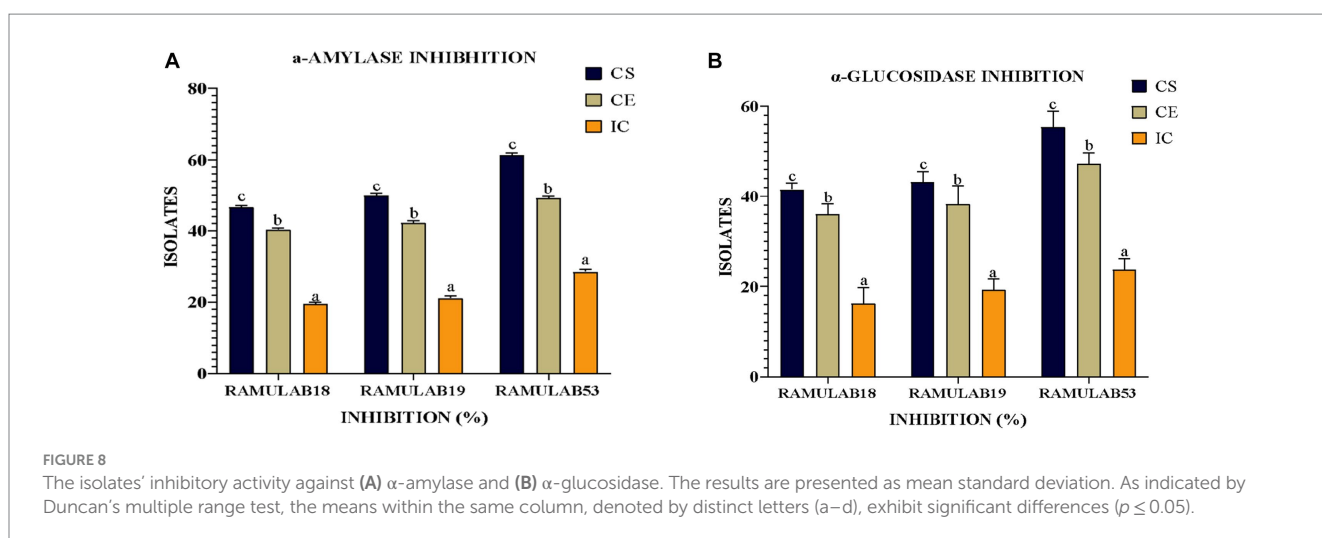 A
a-AMYLASE INHIBHITION
CS
CE
IC
80
60
40
20
0
ISOLATES
c
b
a
c
b
a
c
b
a
RAMULAB18 RAMULAB19 RAMULAB53
INHIBITION (%)
B
α-GLUCOSIDASE INHIBITION
CS
CE
IC
60
40
20
0
ISOLATES
c
b
a
c
b
a
c
b
a
RAMULAB18 RAMULAB19 RAMULAB53
INHIBITION (%)
FIGURE 8
The isolates’ inhibitory activity against (A) α-amylase and (B) α-glucosidase. The results are presented as mean standard deviation. As indicated by
Duncan’s multiple range test, the means within the same column, denoted by distinct letters (a–d), exhibit significant differences (p ≤ 0.05).